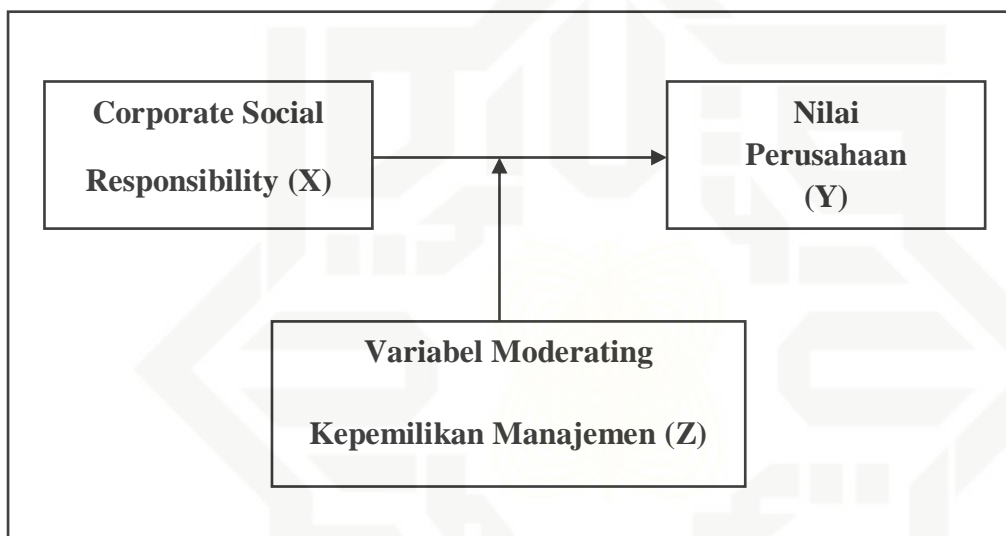 Corporate Social
Responsibility (X)
Nilai
Perusahaan
(Y)
Variabel Moderating
Kepemilikan Manajemen (Z)